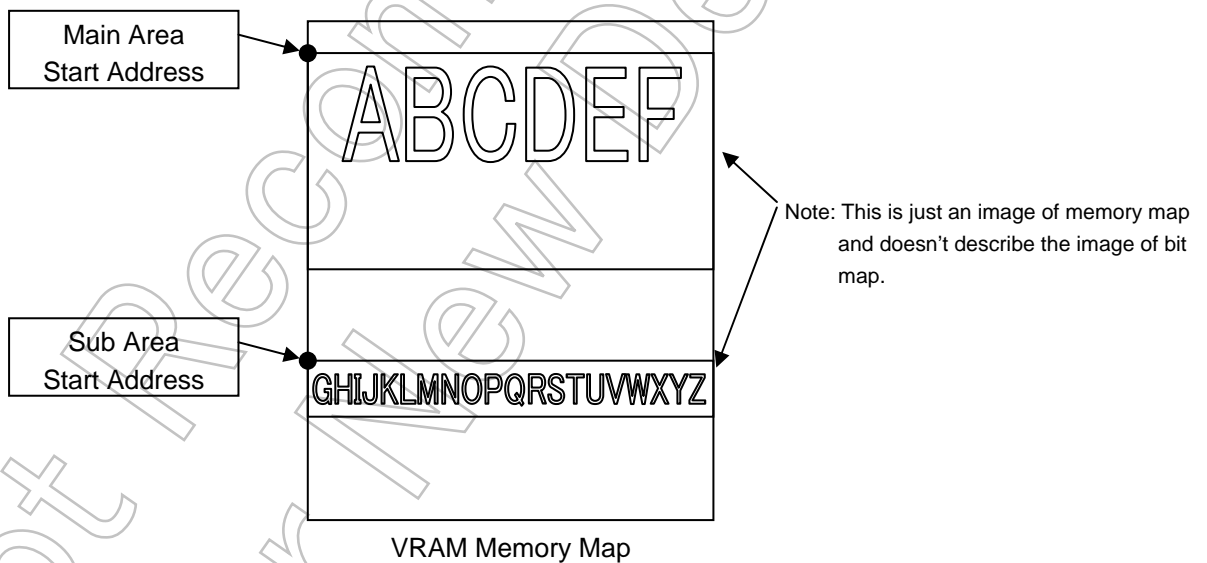 Main Area
Start Address
ABCDEF
Note: This is just an image of memory map
and doesn't describe the image of bit
map.
Sub Area
Start Address
GHIJKLMNOPQRSTUVWXYZ
VRAM Memory Map